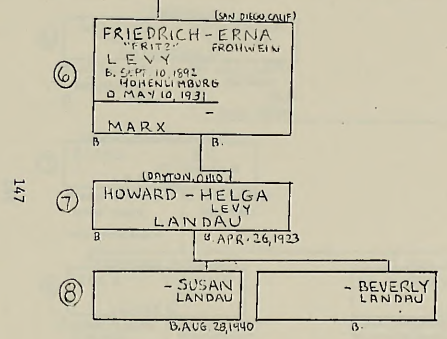 (SAN DIEGO, CALIF)
FRIEDRICH - ERNA
"FRITZ" FROHWEIN
LEVY
B. SEPT. 10, 1892
HOHENLIMBURG
D MAY 10, 1931
-
MARX
6
B B.
(DAYTON, OHIO)
HOWARD - HELGA
LEVY
LANDAU
7
B B. APR. 26, 1923
147
8
- SUSAN
LANDAU
- BEVERLY
LANDAU
B. AUG 28, 1940 B.